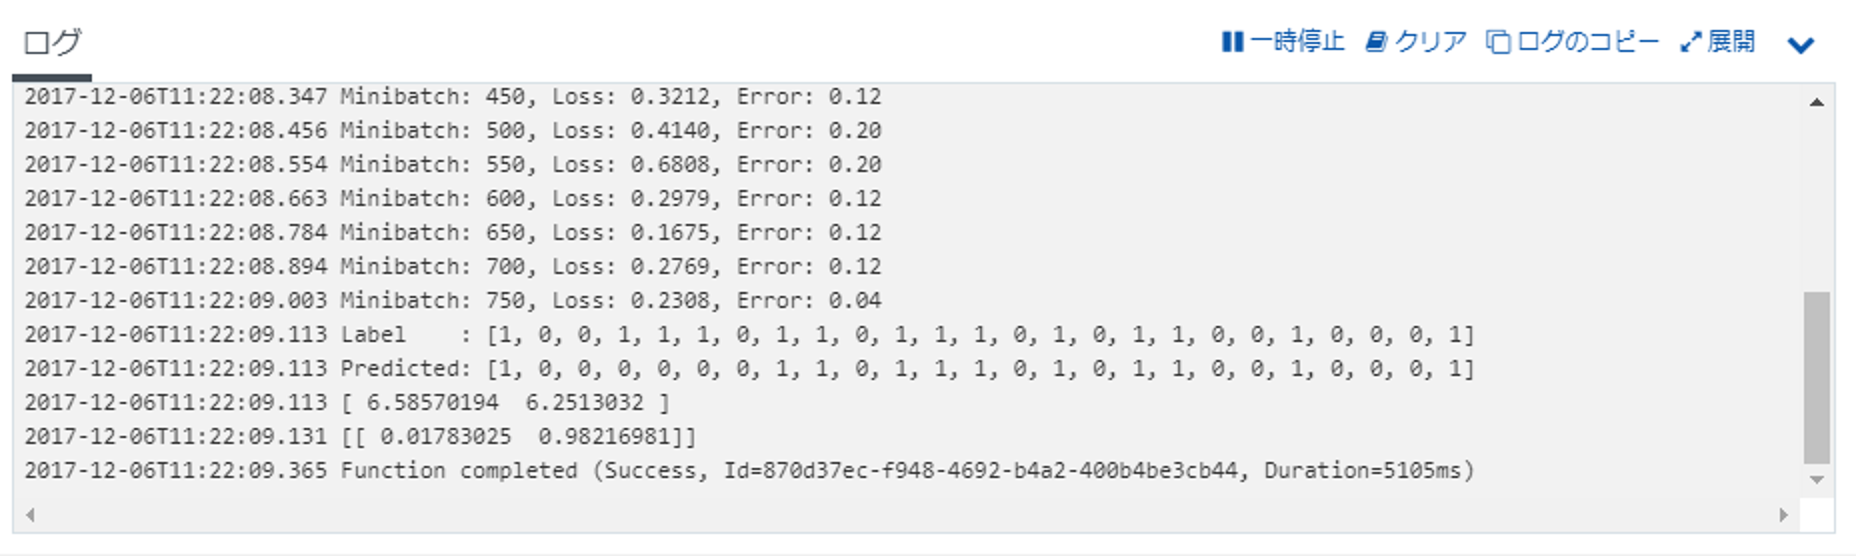 ログ 一時停止 クリア ログのコピー 展開
2017-12-06T11:22:08.347 Minibatch: 450, Loss: 0.3212, Error: 0.12
2017-12-06T11:22:08.456 Minibatch: 500, Loss: 0.4140, Error: 0.20
2017-12-06T11:22:08.554 Minibatch: 550, Loss: 0.6808, Error: 0.20
2017-12-06T11:22:08.663 Minibatch: 600, Loss: 0.2979, Error: 0.12
2017-12-06T11:22:08.784 Minibatch: 650, Loss: 0.1675, Error: 0.12
2017-12-06T11:22:08.894 Minibatch: 700, Loss: 0.2769, Error: 0.12
2017-12-06T11:22:09.003 Minibatch: 750, Loss: 0.2308, Error: 0.04
2017-12-06T11:22:09.113 Label    : [1, 0, 0, 1, 1, 1, 0, 1, 1, 0, 1, 1, 1, 0, 1, 0, 1, 1, 0, 0, 1, 0, 0, 0, 1]
2017-12-06T11:22:09.113 Predicted: [1, 0, 0, 0, 0, 0, 0, 1, 1, 0, 1, 1, 1, 0, 1, 0, 1, 1, 0, 0, 1, 0, 0, 0, 1]
2017-12-06T11:22:09.113 [ 6.58570194  6.2513032 ]
2017-12-06T11:22:09.131 [[ 0.01783025  0.98216981]]
2017-12-06T11:22:09.365 Function completed (Success, Id=870d37ec-f948-4692-b4a2-400b4be3cb44, Duration=5105ms)